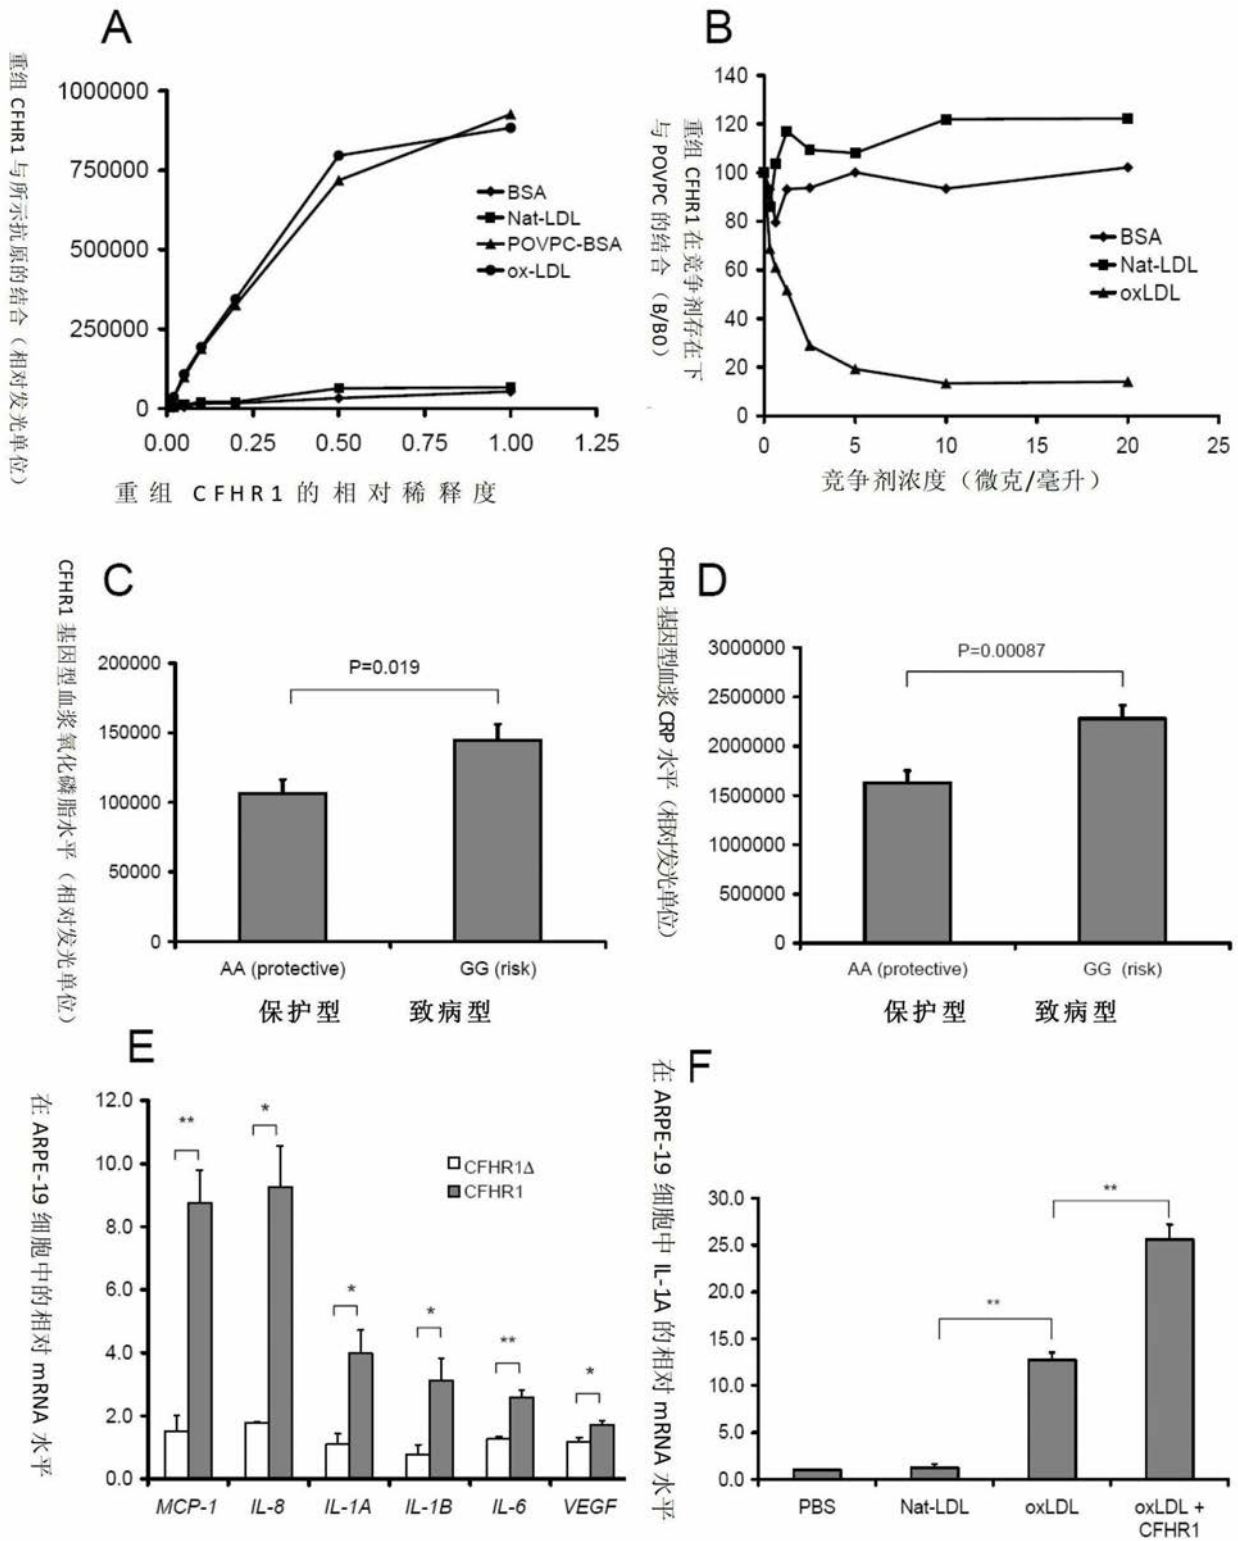 A
重组 CFHR1 与所示抗原的结合（相对发光单位）
1000000
750000
500000
250000
0
0.00 0.25 0.50 0.75 1.00 1.25
BSA
Nat-LDL
POVPC-BSA
ox-LDL
重组 CFHR1 的相对稀释度
B
重组 CFHR1 在竞争剂存在下
与 POVPC 的结合（B/B0）
140
120
100
80
60
40
20
0
0 5 10 15 20 25
BSA
Nat-LDL
oxLDL
竞争剂浓度（微克/毫升）
C
CFHR1 基因型血浆氧化磷脂水平（相对发光单位）
200000
150000
100000
50000
0
P=0.019
AA (protective) GG (risk)
保护型 致病型
D
CFHR1 基因型血浆 CRP 水平（相对发光单位）
3000000
2500000
2000000
1500000
1000000
500000
0
P=0.00087
AA (protective) GG (risk)
保护型 致病型
E
在 ARPE-19 细胞中的相对 mRNA 水平
12.0
10.0
8.0
6.0
4.0
2.0
0.0
** * * * ** *
CFHR1Δ
CFHR1
MCP-1 IL-8 IL-1A IL-1B IL-6 VEGF
F
在 ARPE-19 细胞中 IL-1A 的相对 mRNA 水平
30.0
25.0
20.0
15.0
10.0
5.0
0.0
**
**
PBS Nat-LDL oxLDL oxLDL +
CFHR1